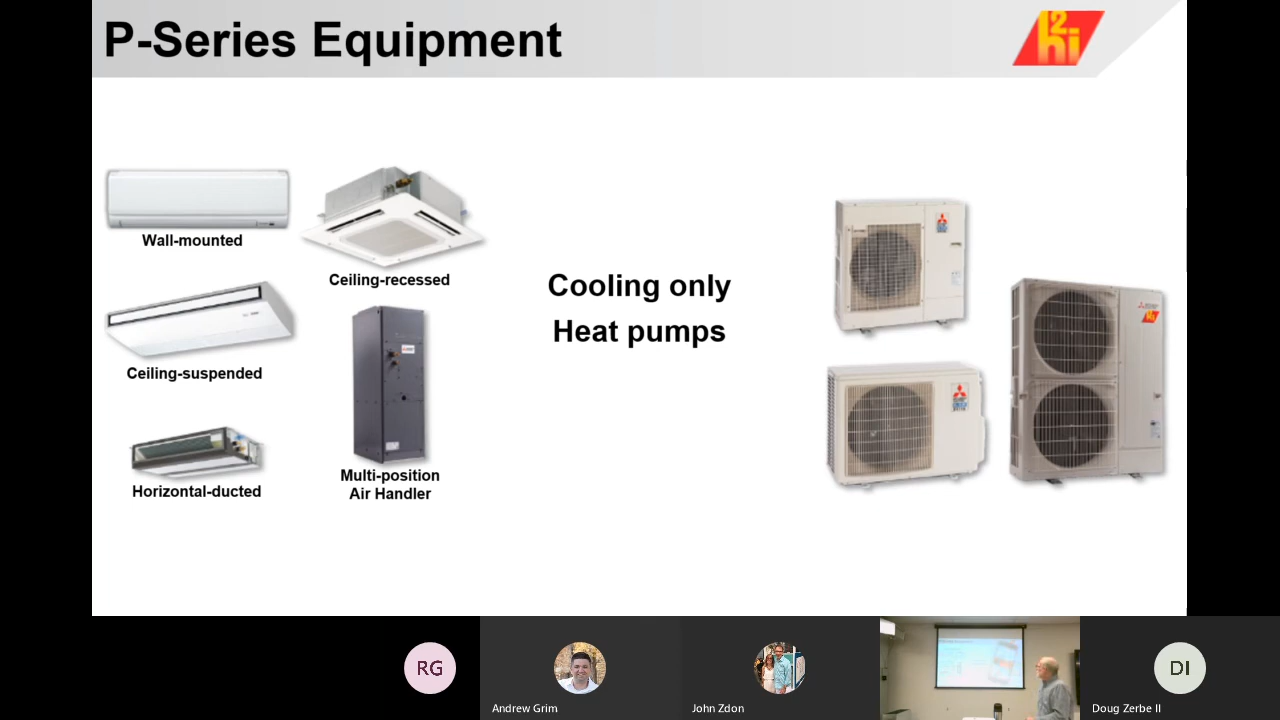 P-Series Equipment
h2i
Wall-mounted
Ceiling-recessed
Ceiling-suspended
Horizontal-ducted
Multi-position
Air Handler
Cooling only
Heat pumps
RG
Andrew Grim
John Zdon
DI
Doug Zerbe II